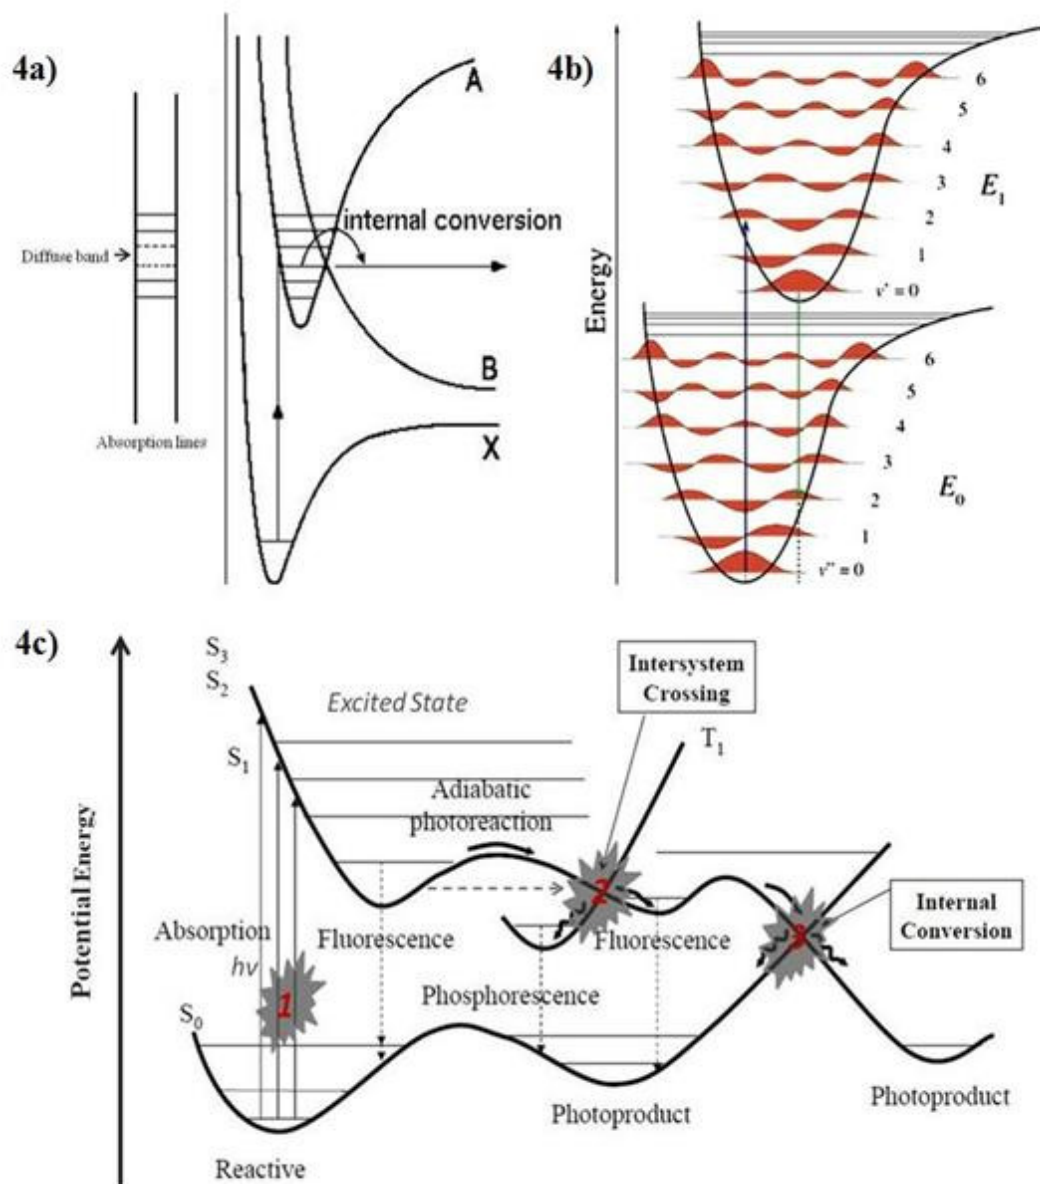 4a)
A
internal conversion
Diffuse band
B
X
Absorption lines
4b)
Energy
6
5
4
3
E1
2
1
v' = 0
6
5
4
3
E0
2
1
v'' = 0
4c)
Potential Energy
S3
S2
S1
Excited State
Intersystem
Crossing
T1
Adiabatic
photoreaction
2
Internal
Conversion
3
Absorption
hν
Fluorescence
Fluorescence
1
Phosphorescence
S0
Photoproduct
Photoproduct
Reactive